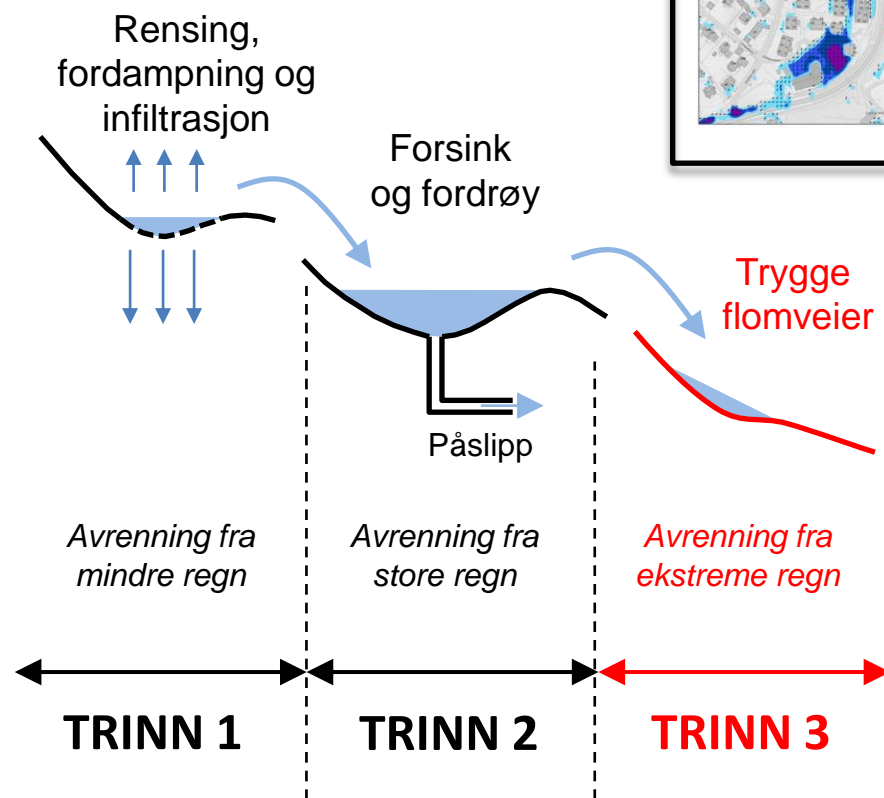 Rensing,
fordampning og
infiltrasjon
Forsink
og fordrøy
Trygge
flomveier
Påslipp
Avrenning fra
mindre regn
Avrenning fra
store regn
Avrenning fra
ekstreme regn
TRINN 1
TRINN 2
TRINN 3